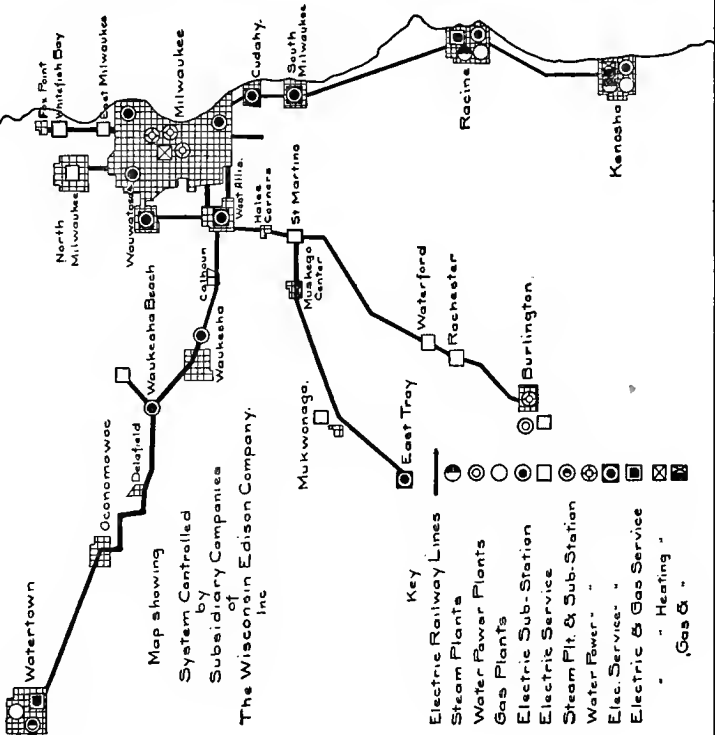 Fox Point
Whitefish Bay
East Milwaukee
Milwaukee
Cudahy.
South
Milwaukee
Racine
Kenosha
North
Milwaukee
Wauwatosa
West Allis.
Hales
Corners
St Martins
Calhoun
Waukesha
Waukesha Beach
Muskego
Center
Waterford
Rochester
Burlington.
Mukwonago.
East Troy
Oconomowoc
Delafield
Watertown
Map showing
System Controlled
by
Subsidiary Companies
of
The Wisconsin Edison Company.
Inc
Key
Electric Railway Lines
Steam Plants
Water Power Plants
Gas Plants
Electric Sub-Station
Electric Service
Steam Plt. & Sub-Station
Water Power " "
Elec. Service " "
Electric & Gas Service
" " Heating "
" Gas & "